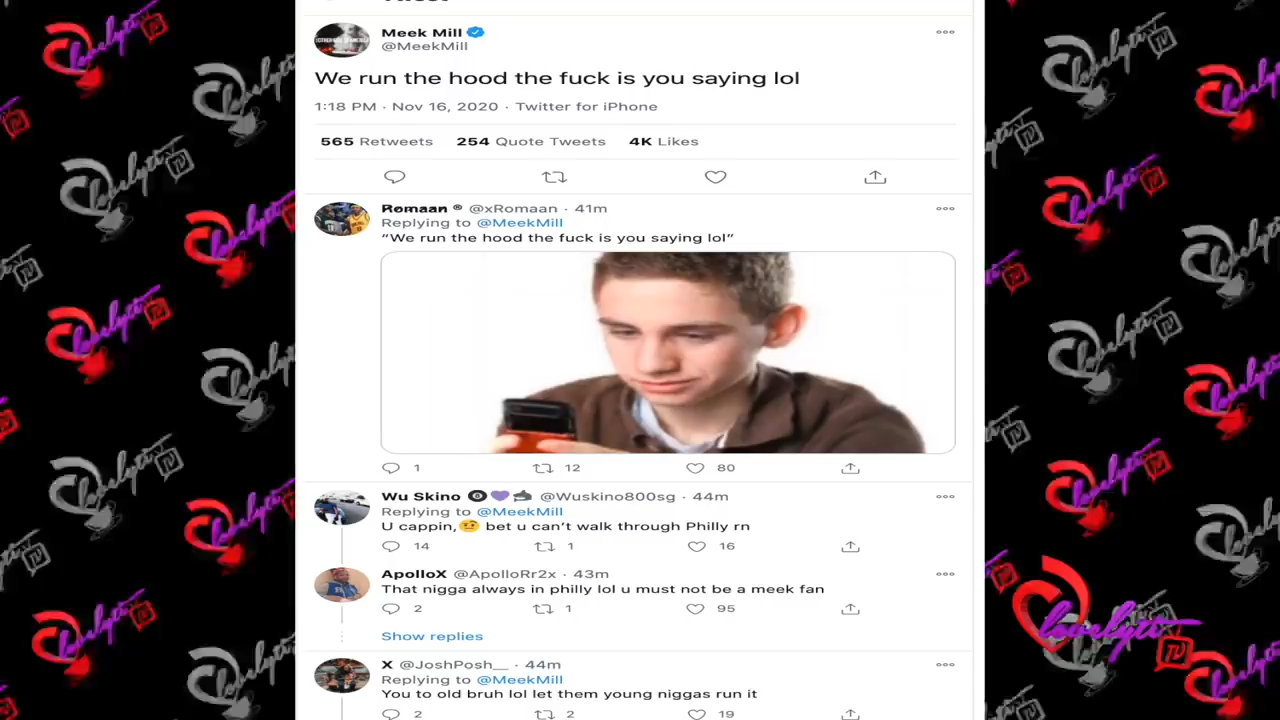 Meek Mill
@MeekMill
We run the hood the fuck is you saying lol
1:18 PM · Nov 16, 2020 · Twitter for iPhone
565 Retweets 254 Quote Tweets 4K Likes
Romaan ® @xRomaan · 41m
Replying to @MeekMill
“We run the hood the fuck is you saying lol”
1 12 80
Wu Skino 🎱💜🦈 @Wuskino800sg · 44m
Replying to @MeekMill
U cappin,🤨 bet u can’t walk through Philly rn
14 1 16
ApolloX @ApolloRr2x · 43m
That nigga always in philly lol u must not be a meek fan
2 1 95
Show replies
X @JoshPosh__ · 44m
Replying to @MeekMill
You to old bruh lol let them young niggas run it
2 2 19
lovelyti TV